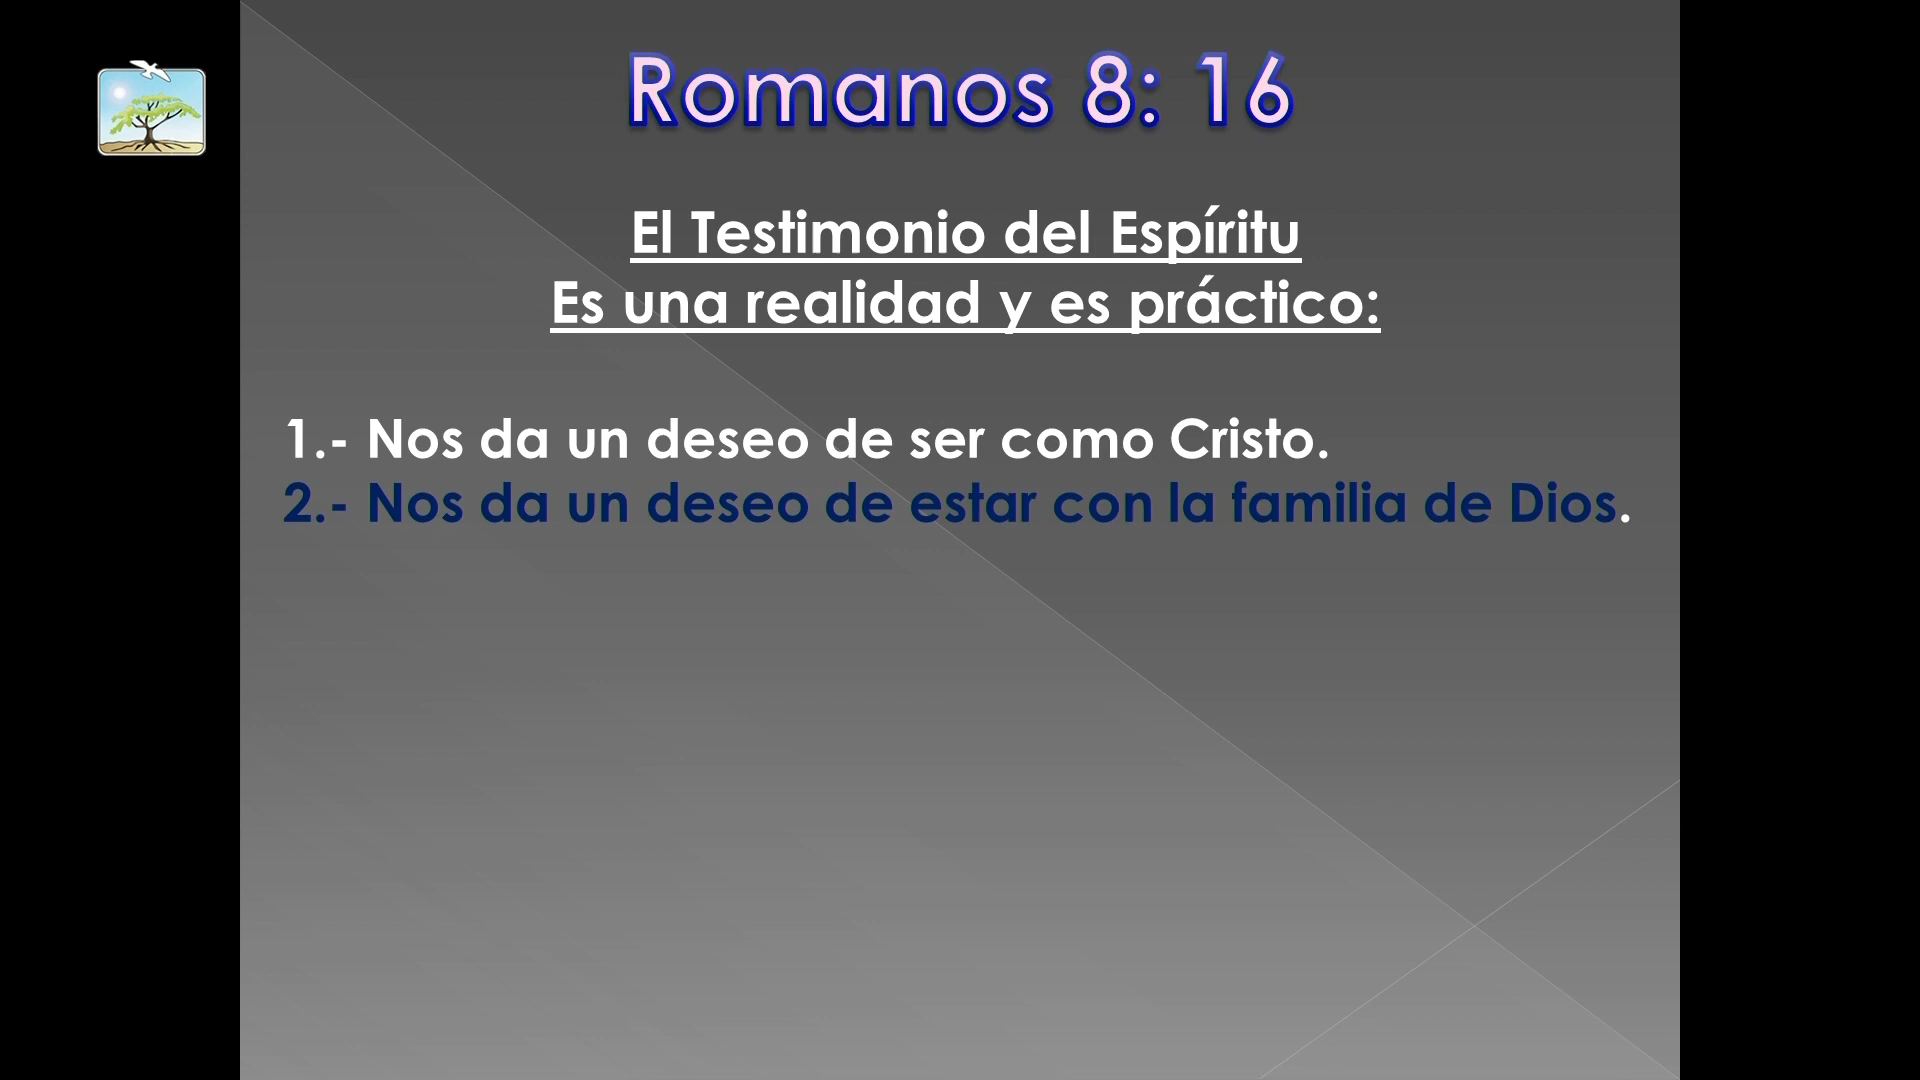 Romanos 8: 16
El Testimonio del Espíritu
Es una realidad y es práctico:
1.- Nos da un deseo de ser como Cristo.
2.- Nos da un deseo de estar con la familia de Dios.